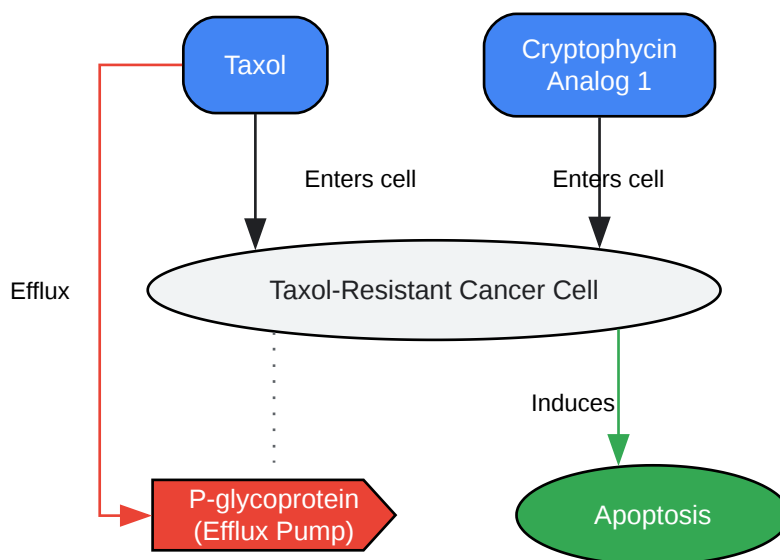 Taxol
Cryptophycin
Analog 1
Enters cell
Enters cell
Efflux
Taxol-Resistant Cancer Cell
Induces
P-glycoprotein
(Efflux Pump)
Apoptosis